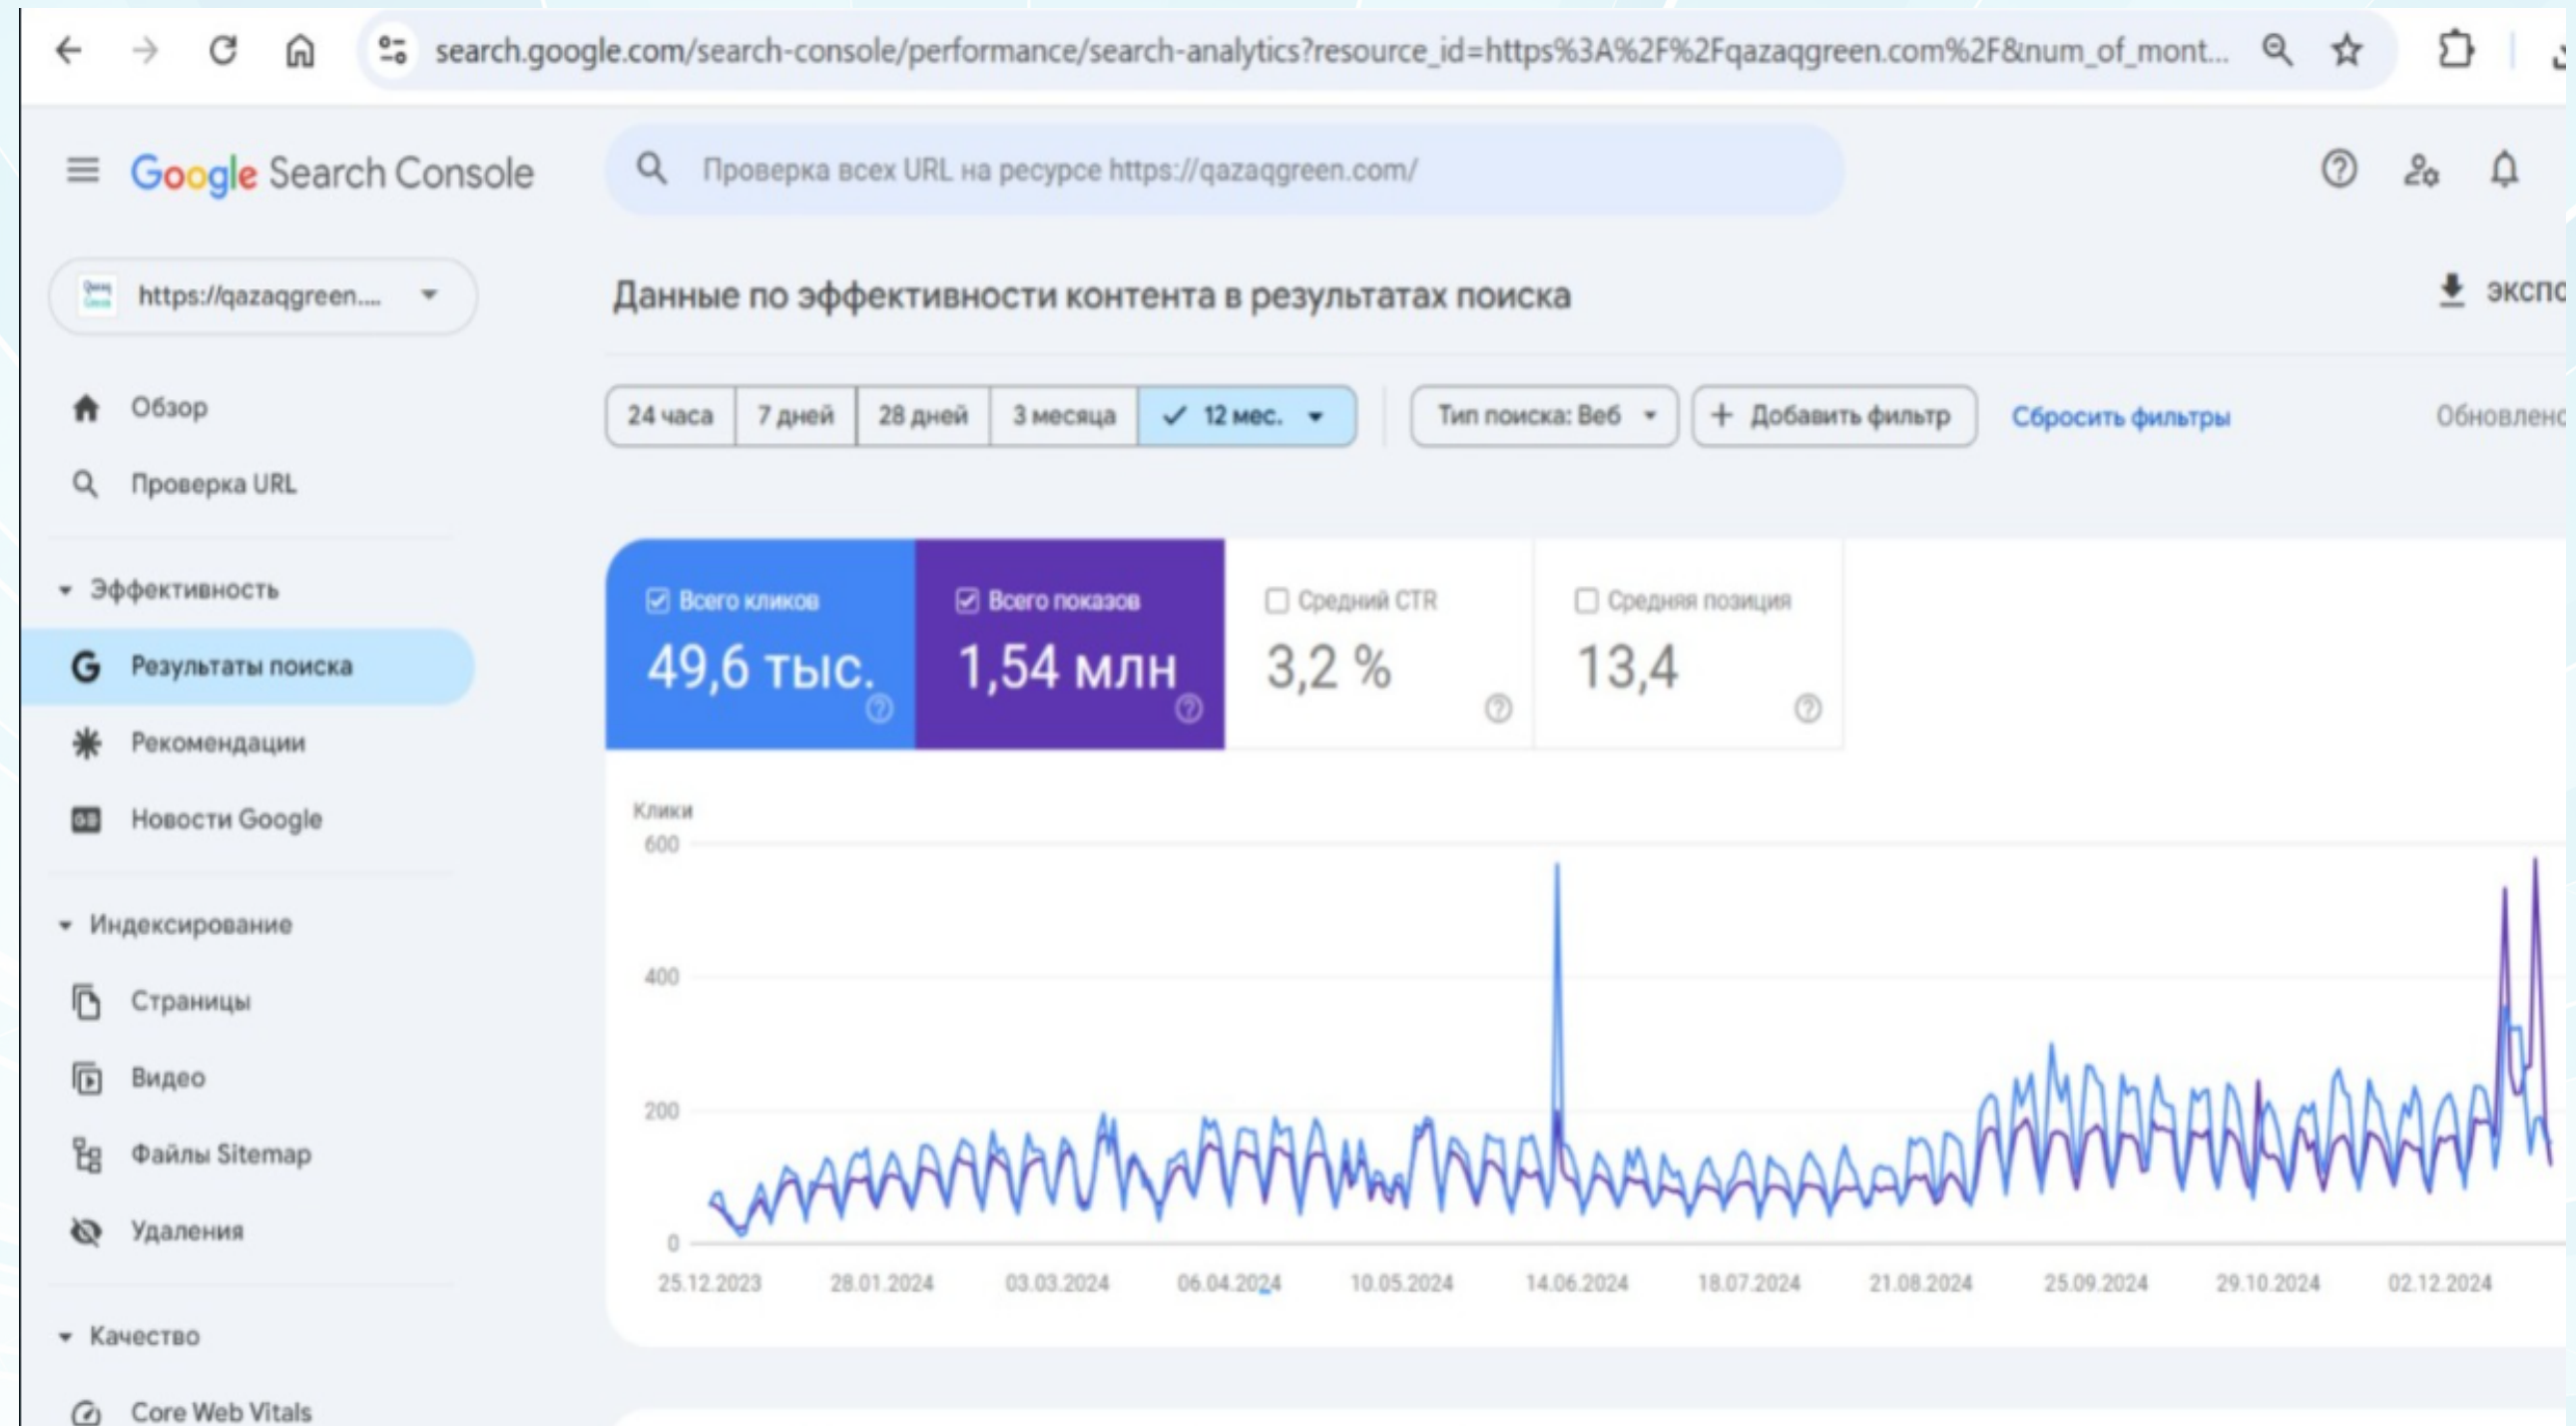 search.google.com/search-console/performance/search-analytics?resource_id=https%3A%2F%2Fqazaqgreen.com%2F&num_of_mont...
Google Search Console
Проверка всех URL на ресурсе https://qazaqgreen.com/
https://qazaqgreen....
Данные по эффективности контента в результатах поиска
экспо
24 часа 7 дней 28 дней 3 месяца 12 мес. Тип поиска: Веб + Добавить фильтр Сбросить фильтры Обновлено
Обзор
Проверка URL
Эффективность
Результаты поиска
Рекомендации
Новости Google
Индексирование
Страницы
Видео
Файлы Sitemap
Удаления
Качество
Core Web Vitals
Всего кликов
49,6 тыс.
Всего показов
1,54 млн
Средний CTR
3,2 %
Средняя позиция
13,4
Клики
600
400
200
0
25.12.2023 28.01.2024 03.03.2024 06.04.2024 10.05.2024 14.06.2024 18.07.2024 21.08.2024 25.09.2024 29.10.2024 02.12.2024